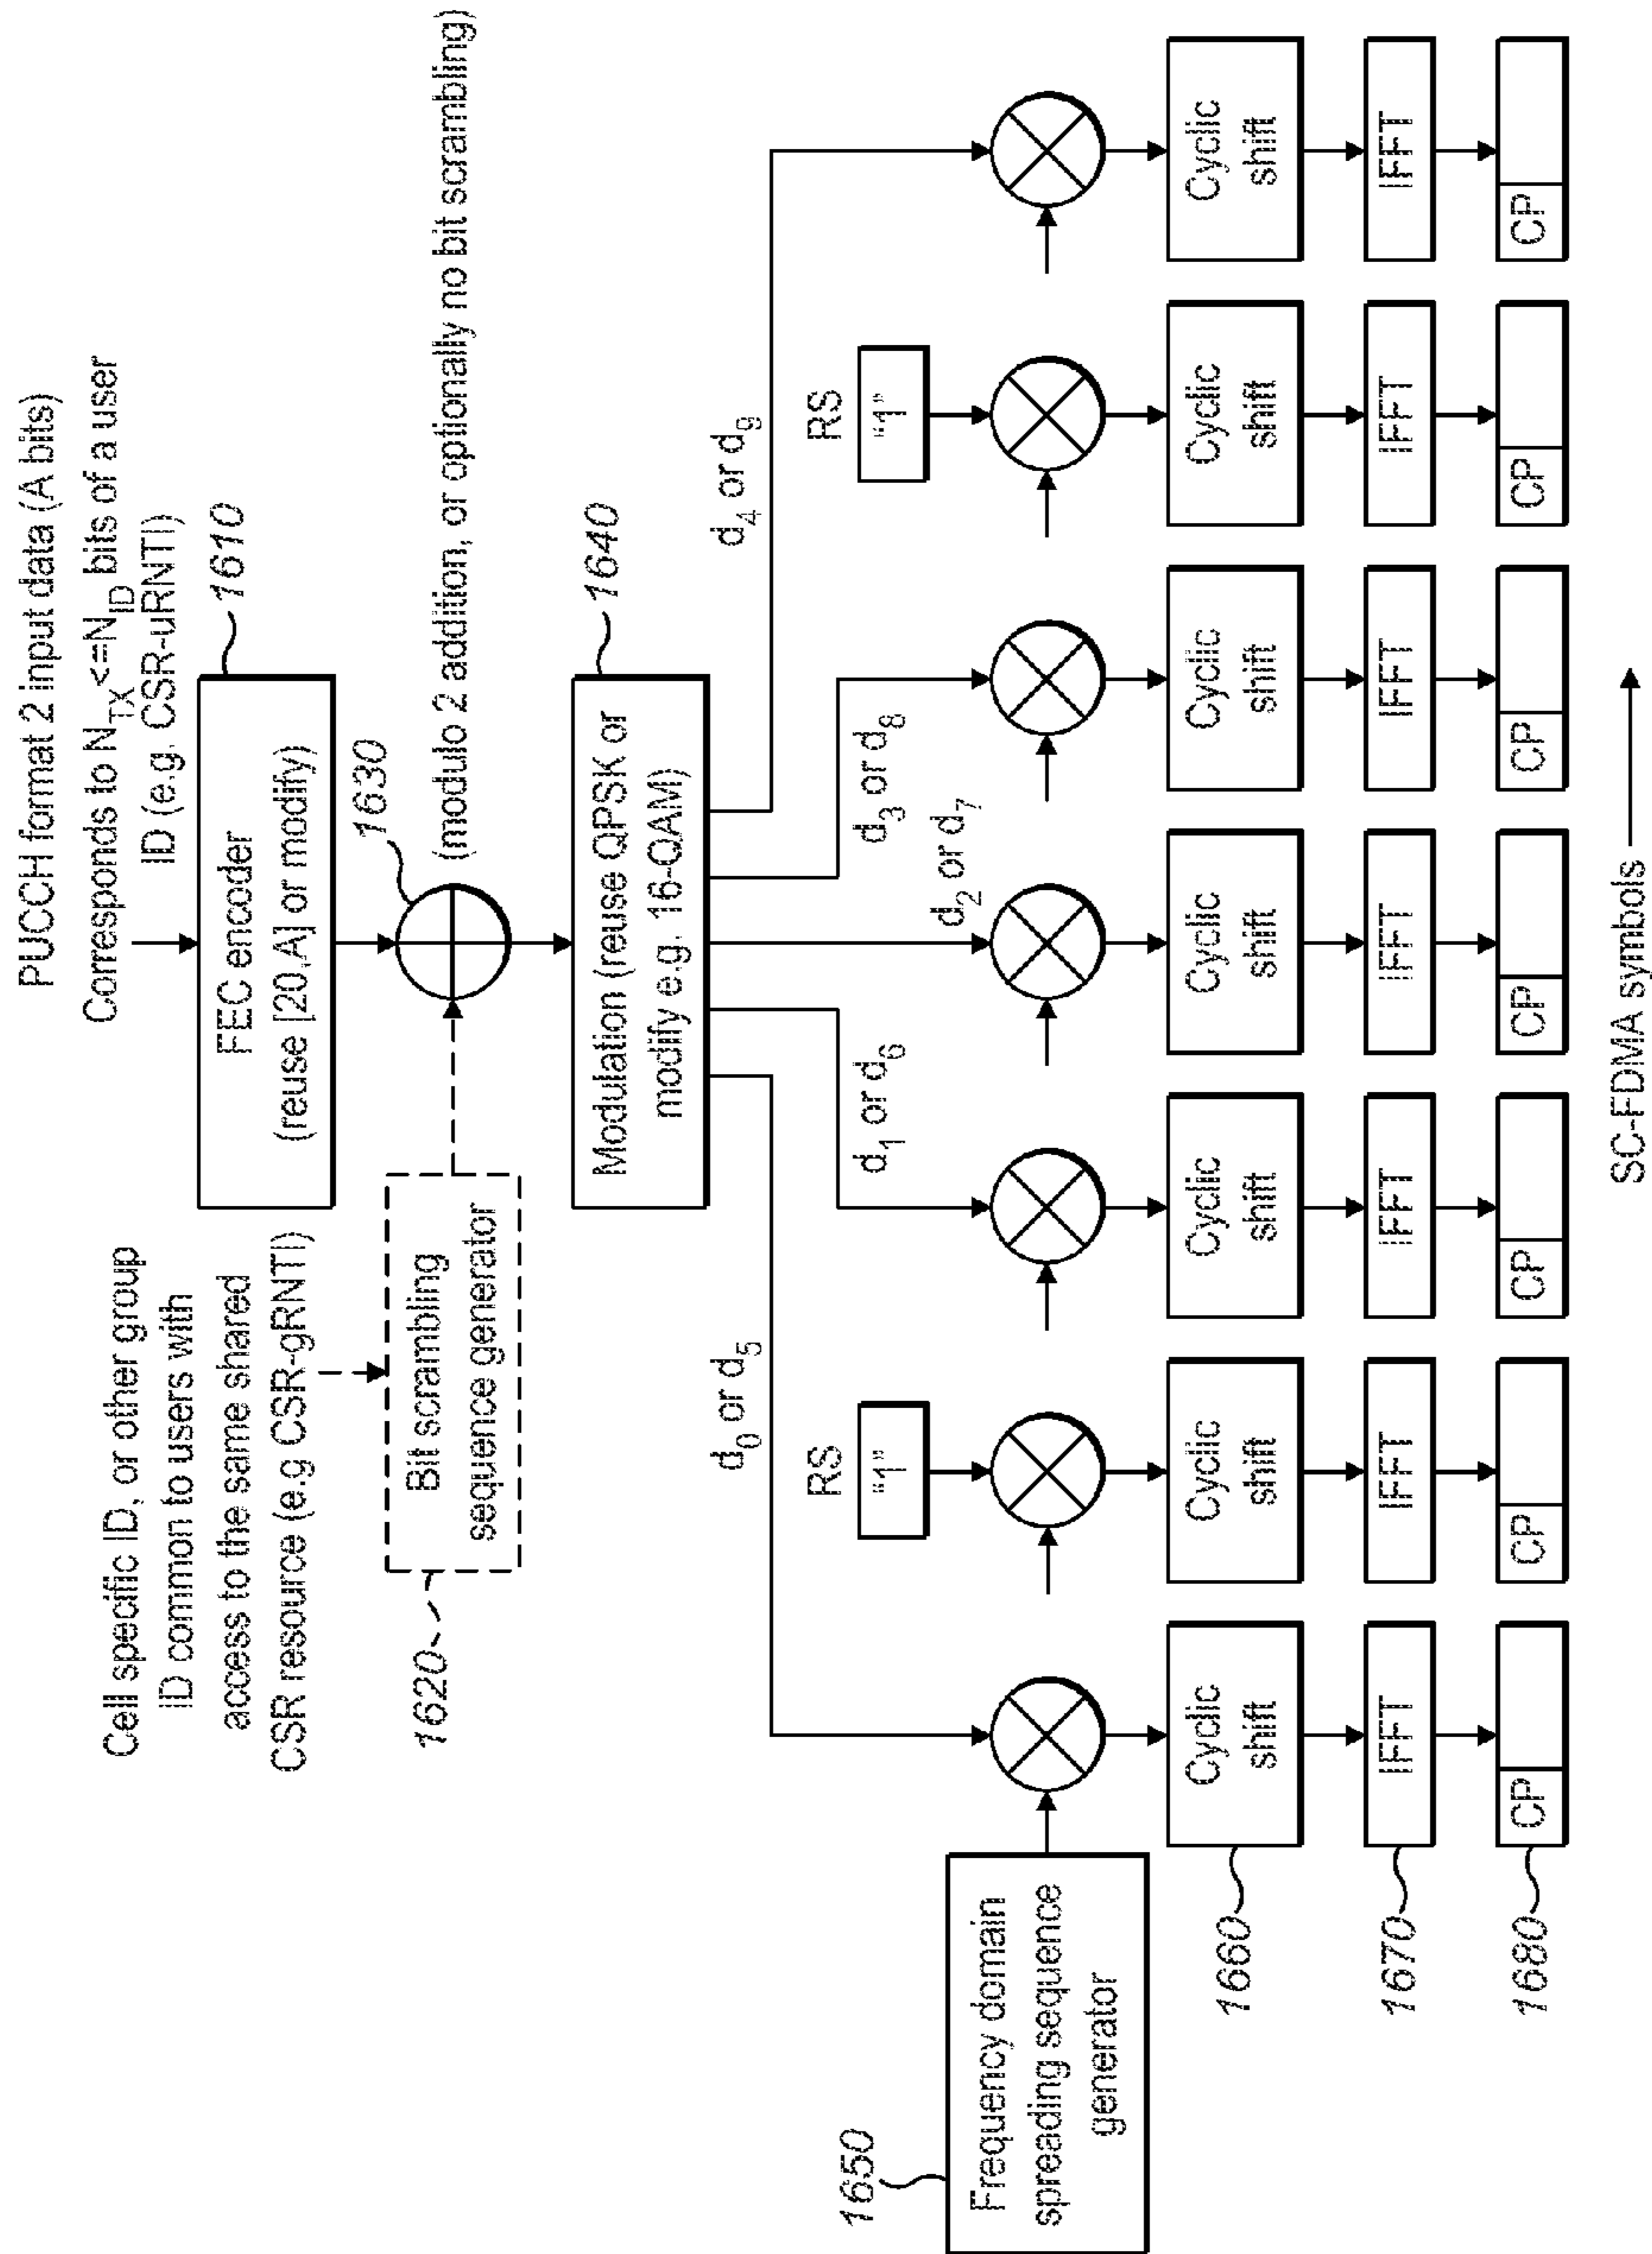 PUCCH format 2 input data (A bits)
Corresponds to N_TX<=N_ID bits of a user
ID (e.g. CSR-uRNTI)
Cell specific ID, or other group
ID common to users with
access to the same shared
CSR resource (e.g CSR-gRNTI)
FEC encoder
(reuse [20,A] or modify)
1610
1620
Bit scrambling
sequence generator
1630
(modulo 2 addition, or optionally no bit scrambling)
Modulation (reuse QPSK or
modify e.g. 16-QAM)
1640
d0 or d5
d1 or d6
d2 or d7
d3 or d8
d4 or d9
RS
"1"
RS
"1"
1650
Frequency domain
spreading sequence
generator
1660
Cyclic
shift
Cyclic
shift
Cyclic
shift
Cyclic
shift
Cyclic
shift
Cyclic
shift
Cyclic
shift
1670
IFFT
IFFT
IFFT
IFFT
IFFT
IFFT
IFFT
1680
CP
CP
CP
CP
CP
CP
CP
SC-FDMA symbols